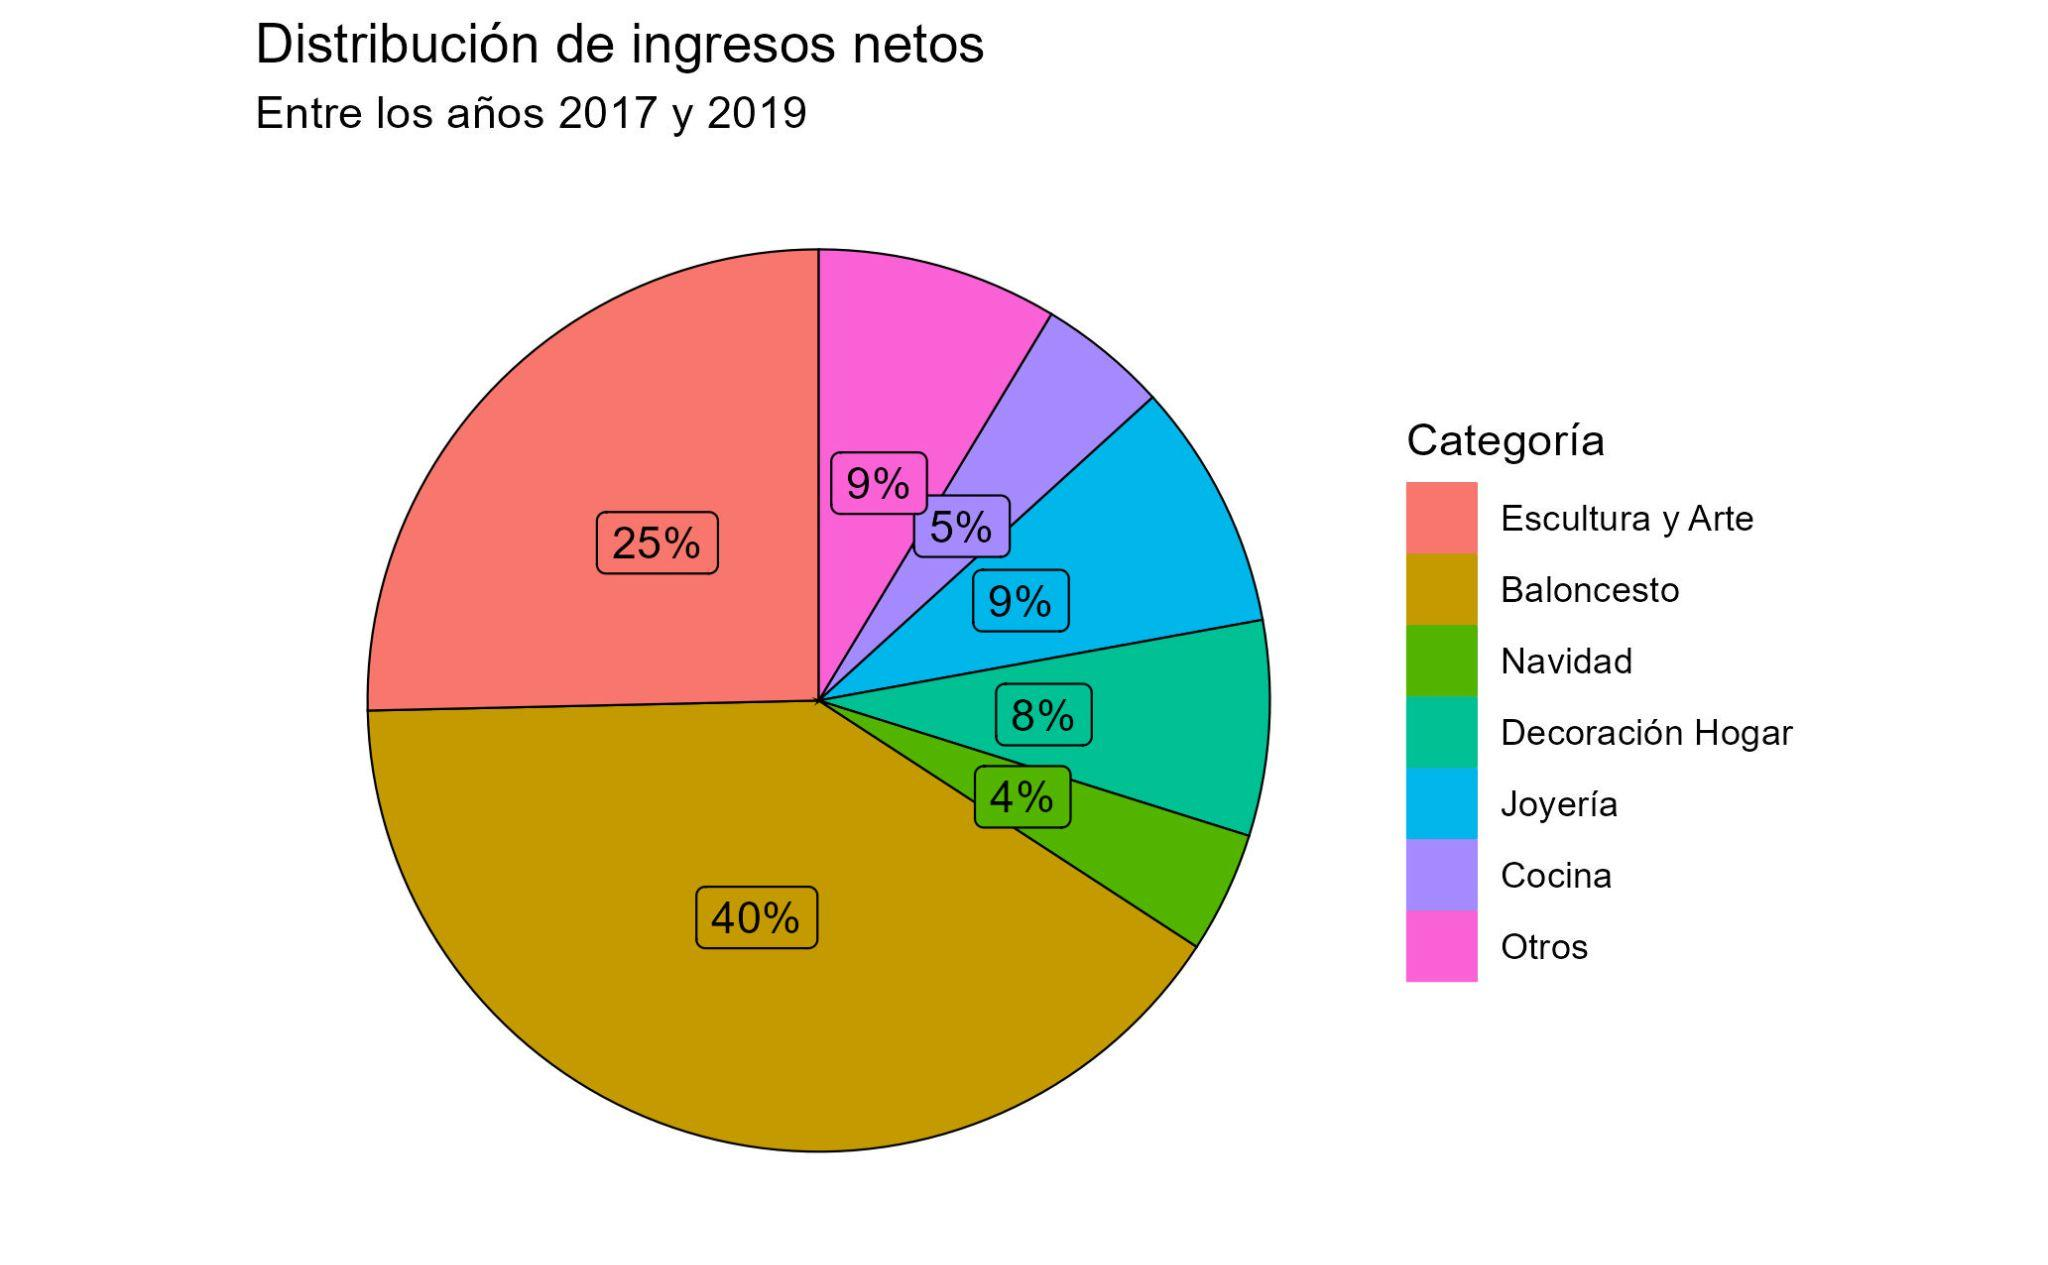 Distribución de ingresos netos
Entre los años 2017 y 2019
9%
5%
25%
9%
8%
4%
40%
Categoría
Escultura y Arte
Baloncesto
Navidad
Decoración Hogar
Joyería
Cocina
Otros